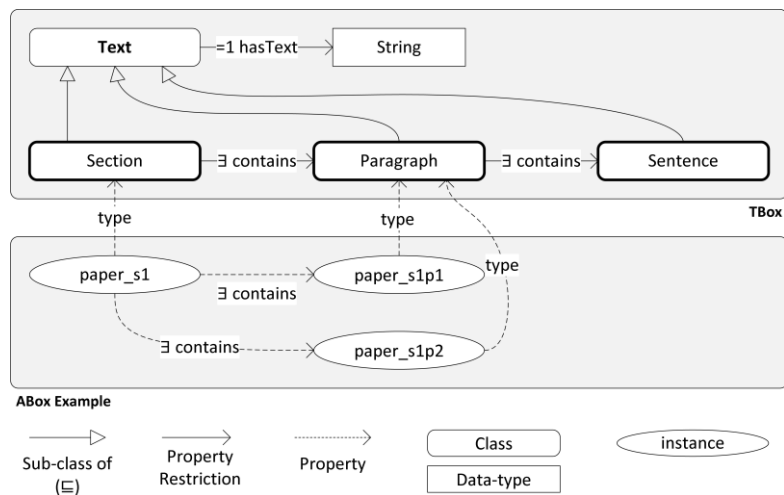 Text
=1 hasText
String
Section
∃ contains
Paragraph
∃ contains
Sentence
TBox
type
type
type
paper_s1
∃ contains
paper_s1p1
∃ contains
paper_s1p2
ABox Example
Sub-class of
(⊑)
Property
Restriction
Property
Class
Data-type
instance